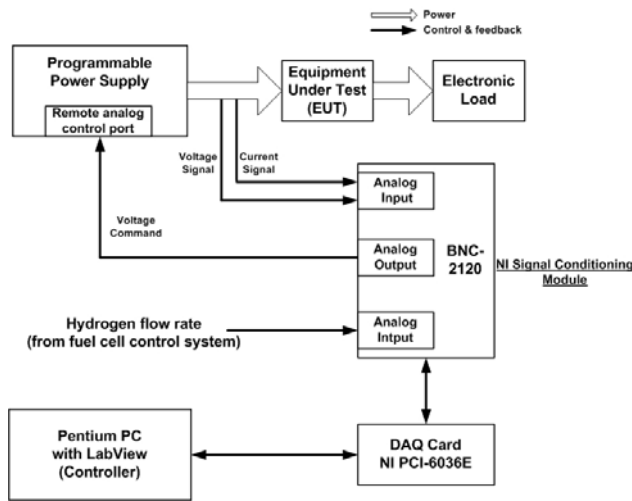 Power
Control & feedback
Programmable
Power Supply
Remote analog
control port
Equipment
Under Test
(EUT)
Electronic
Load
Voltage
Signal
Current
Signal
Analog
Input
Voltage
Command
Analog
Output
BNC-
2120
NI Signal Conditioning
Module
Hydrogen flow rate
(from fuel cell control system)
Analog
Intput
Pentium PC
with LabView
(Controller)
DAQ Card
NI PCI-6036E